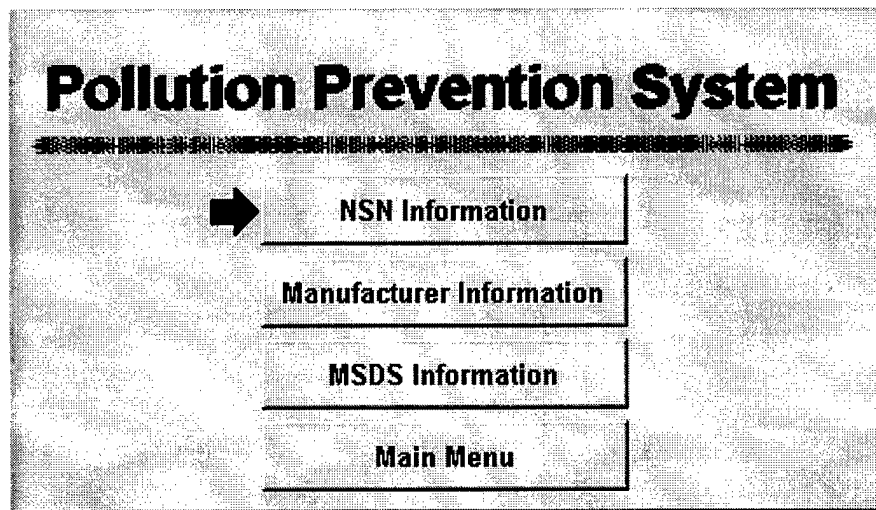 Pollution Prevention System
NSN Information
Manufacturer Information
MSDS Information
Main Menu